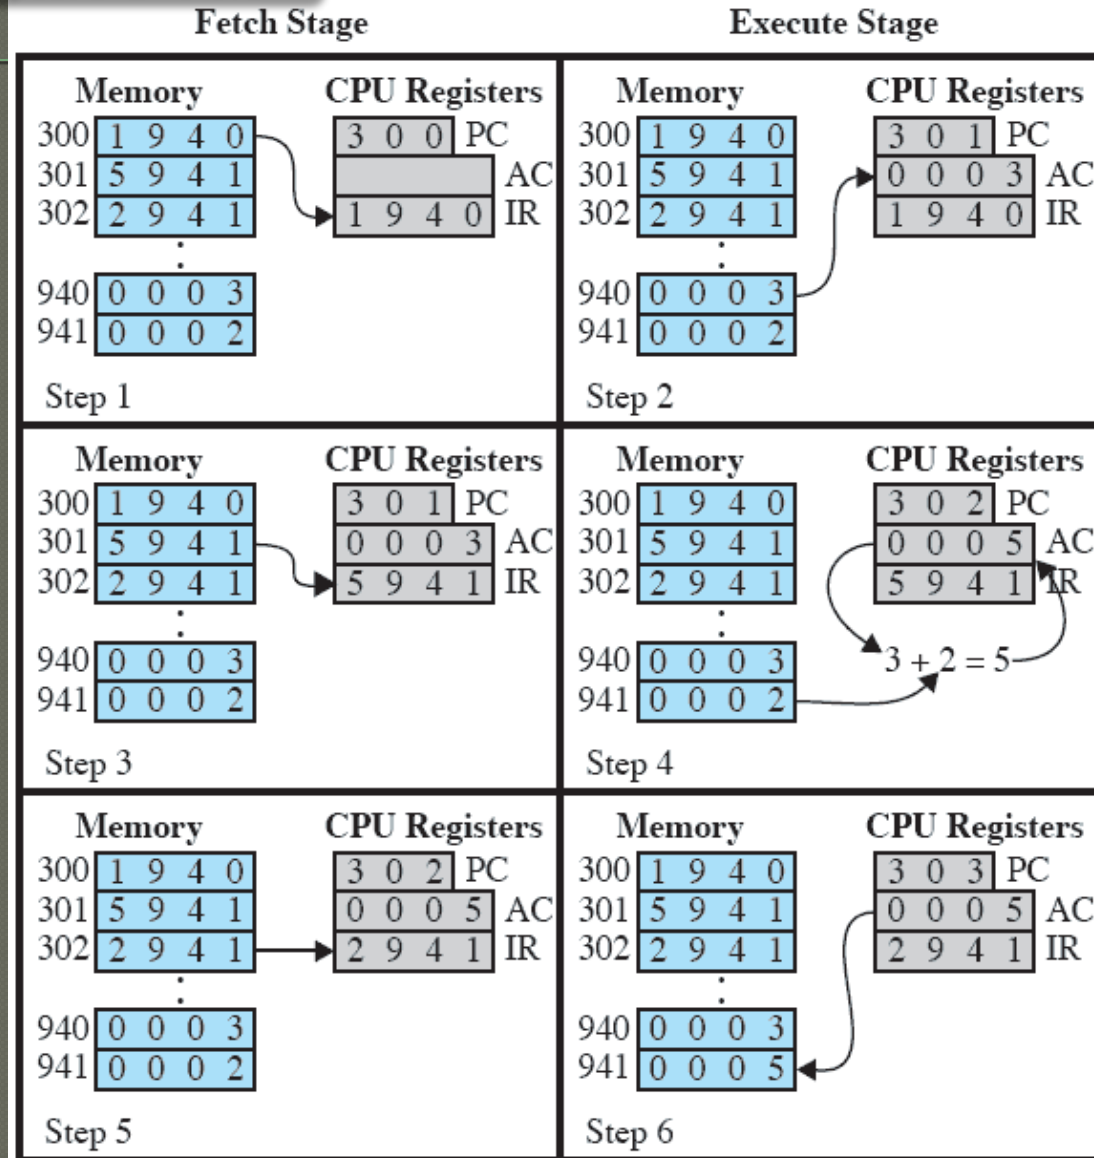 Fetch Stage
Execute Stage
Memory CPU Registers
300 1 9 4 0 3 0 0 PC
301 5 9 4 1 AC
302 2 9 4 1 1 9 4 0 IR
940 0 0 0 3
941 0 0 0 2
Step 1
Memory CPU Registers
300 1 9 4 0 3 0 1 PC
301 5 9 4 1 0 0 0 3 AC
302 2 9 4 1 1 9 4 0 IR
940 0 0 0 3
941 0 0 0 2
Step 2
Memory CPU Registers
300 1 9 4 0 3 0 1 PC
301 5 9 4 1 0 0 0 3 AC
302 2 9 4 1 5 9 4 1 IR
940 0 0 0 3
941 0 0 0 2
Step 3
Memory CPU Registers
300 1 9 4 0 3 0 2 PC
301 5 9 4 1 0 0 0 5 AC
302 2 9 4 1 5 9 4 1 IR
940 0 0 0 3 3 + 2 = 5
941 0 0 0 2
Step 4
Memory CPU Registers
300 1 9 4 0 3 0 2 PC
301 5 9 4 1 0 0 0 5 AC
302 2 9 4 1 2 9 4 1 IR
940 0 0 0 3
941 0 0 0 2
Step 5
Memory CPU Registers
300 1 9 4 0 3 0 3 PC
301 5 9 4 1 0 0 0 5 AC
302 2 9 4 1 2 9 4 1 IR
940 0 0 0 3
941 0 0 0 5
Step 6